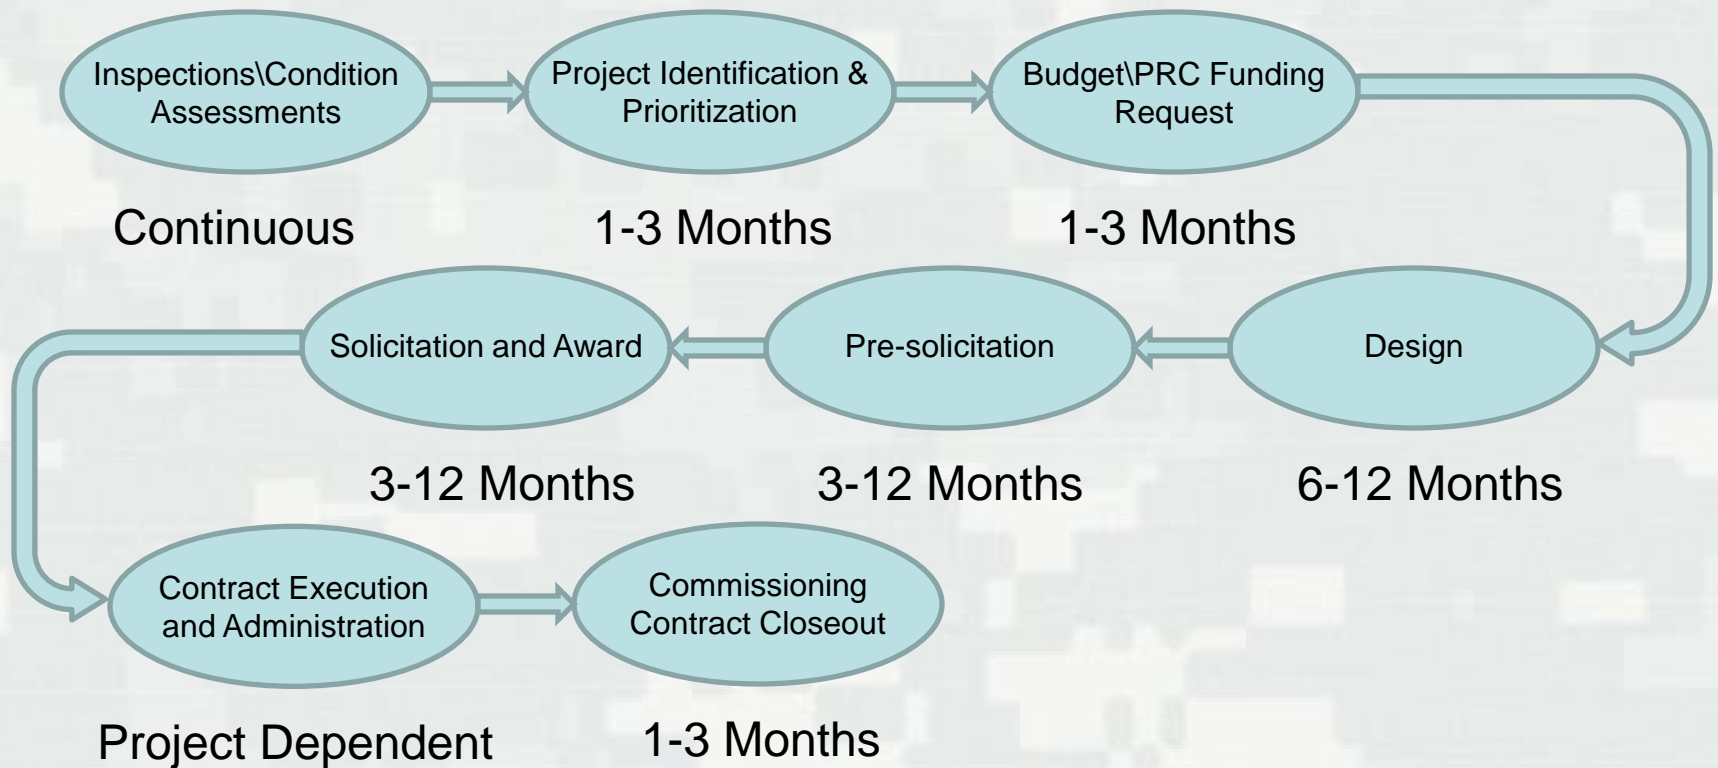 Inspections\Condition
Assessments
Project Identification &
Prioritization
Budget\PRC Funding
Request
Continuous
1-3 Months
1-3 Months
Solicitation and Award
Pre-solicitation
Design
3-12 Months
3-12 Months
6-12 Months
Contract Execution
and Administration
Commissioning
Contract Closeout
Project Dependent
1-3 Months